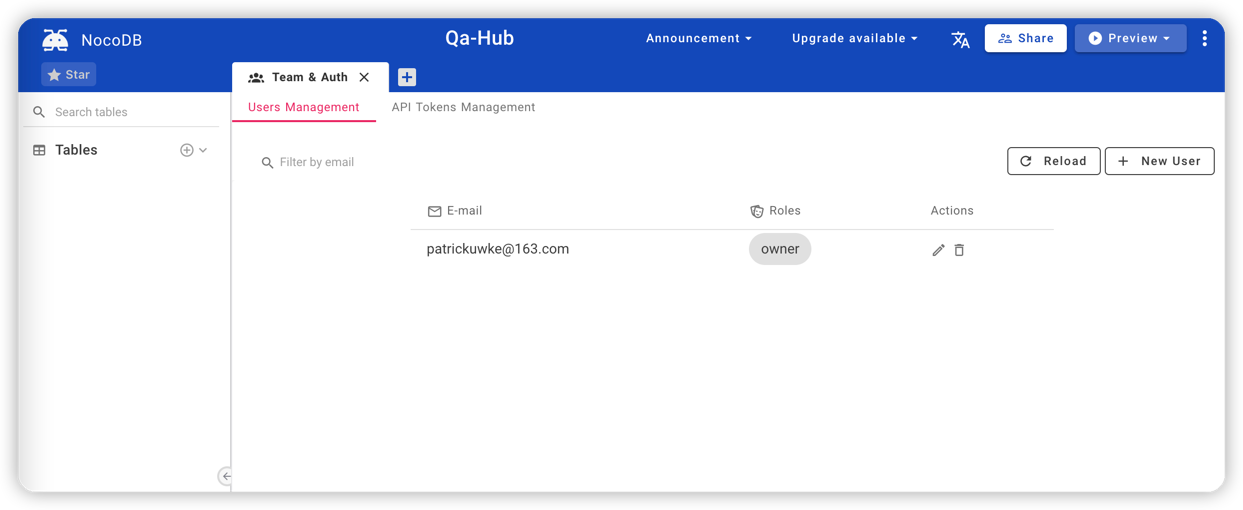 NocoDB
Qa-Hub
Announcement
Upgrade available
Share
Preview
Star
Team & Auth
Search tables
Users Management
API Tokens Management
Tables
Filter by email
Reload
New User
E-mail
Roles
Actions
patrickuwke@163.com
owner